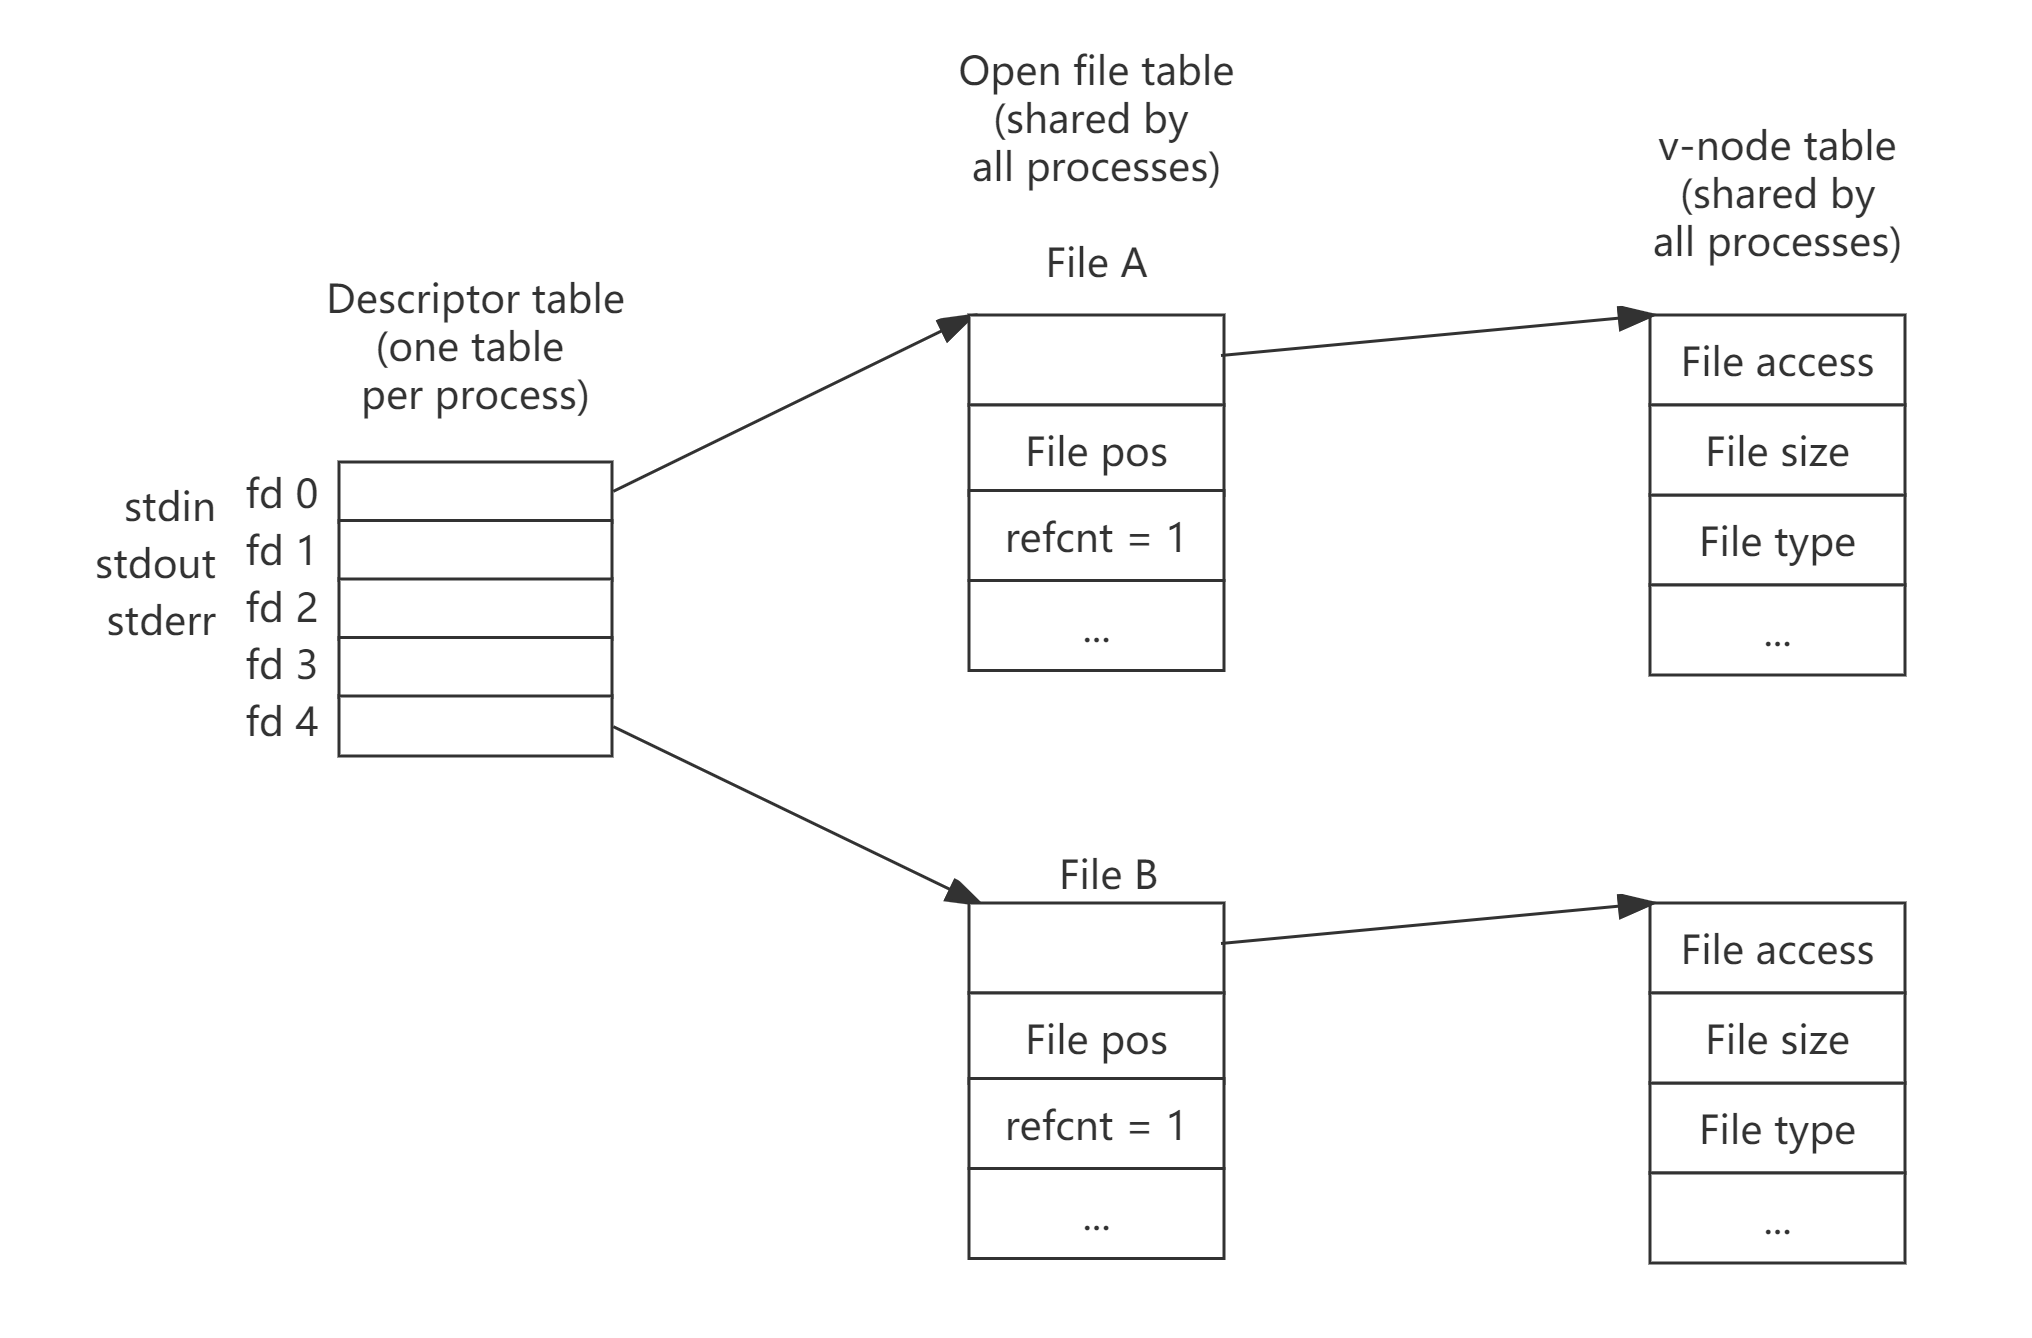 Open file table
(shared by
all processes)
v-node table
(shared by
all processes)
File A
Descriptor table
(one table
per process)
File access
File pos
File size
stdin fd 0
stdout fd 1
stderr fd 2
fd 3
fd 4
refcnt = 1
File type
...
...
File B
File access
File pos
File size
refcnt = 1
File type
...
...